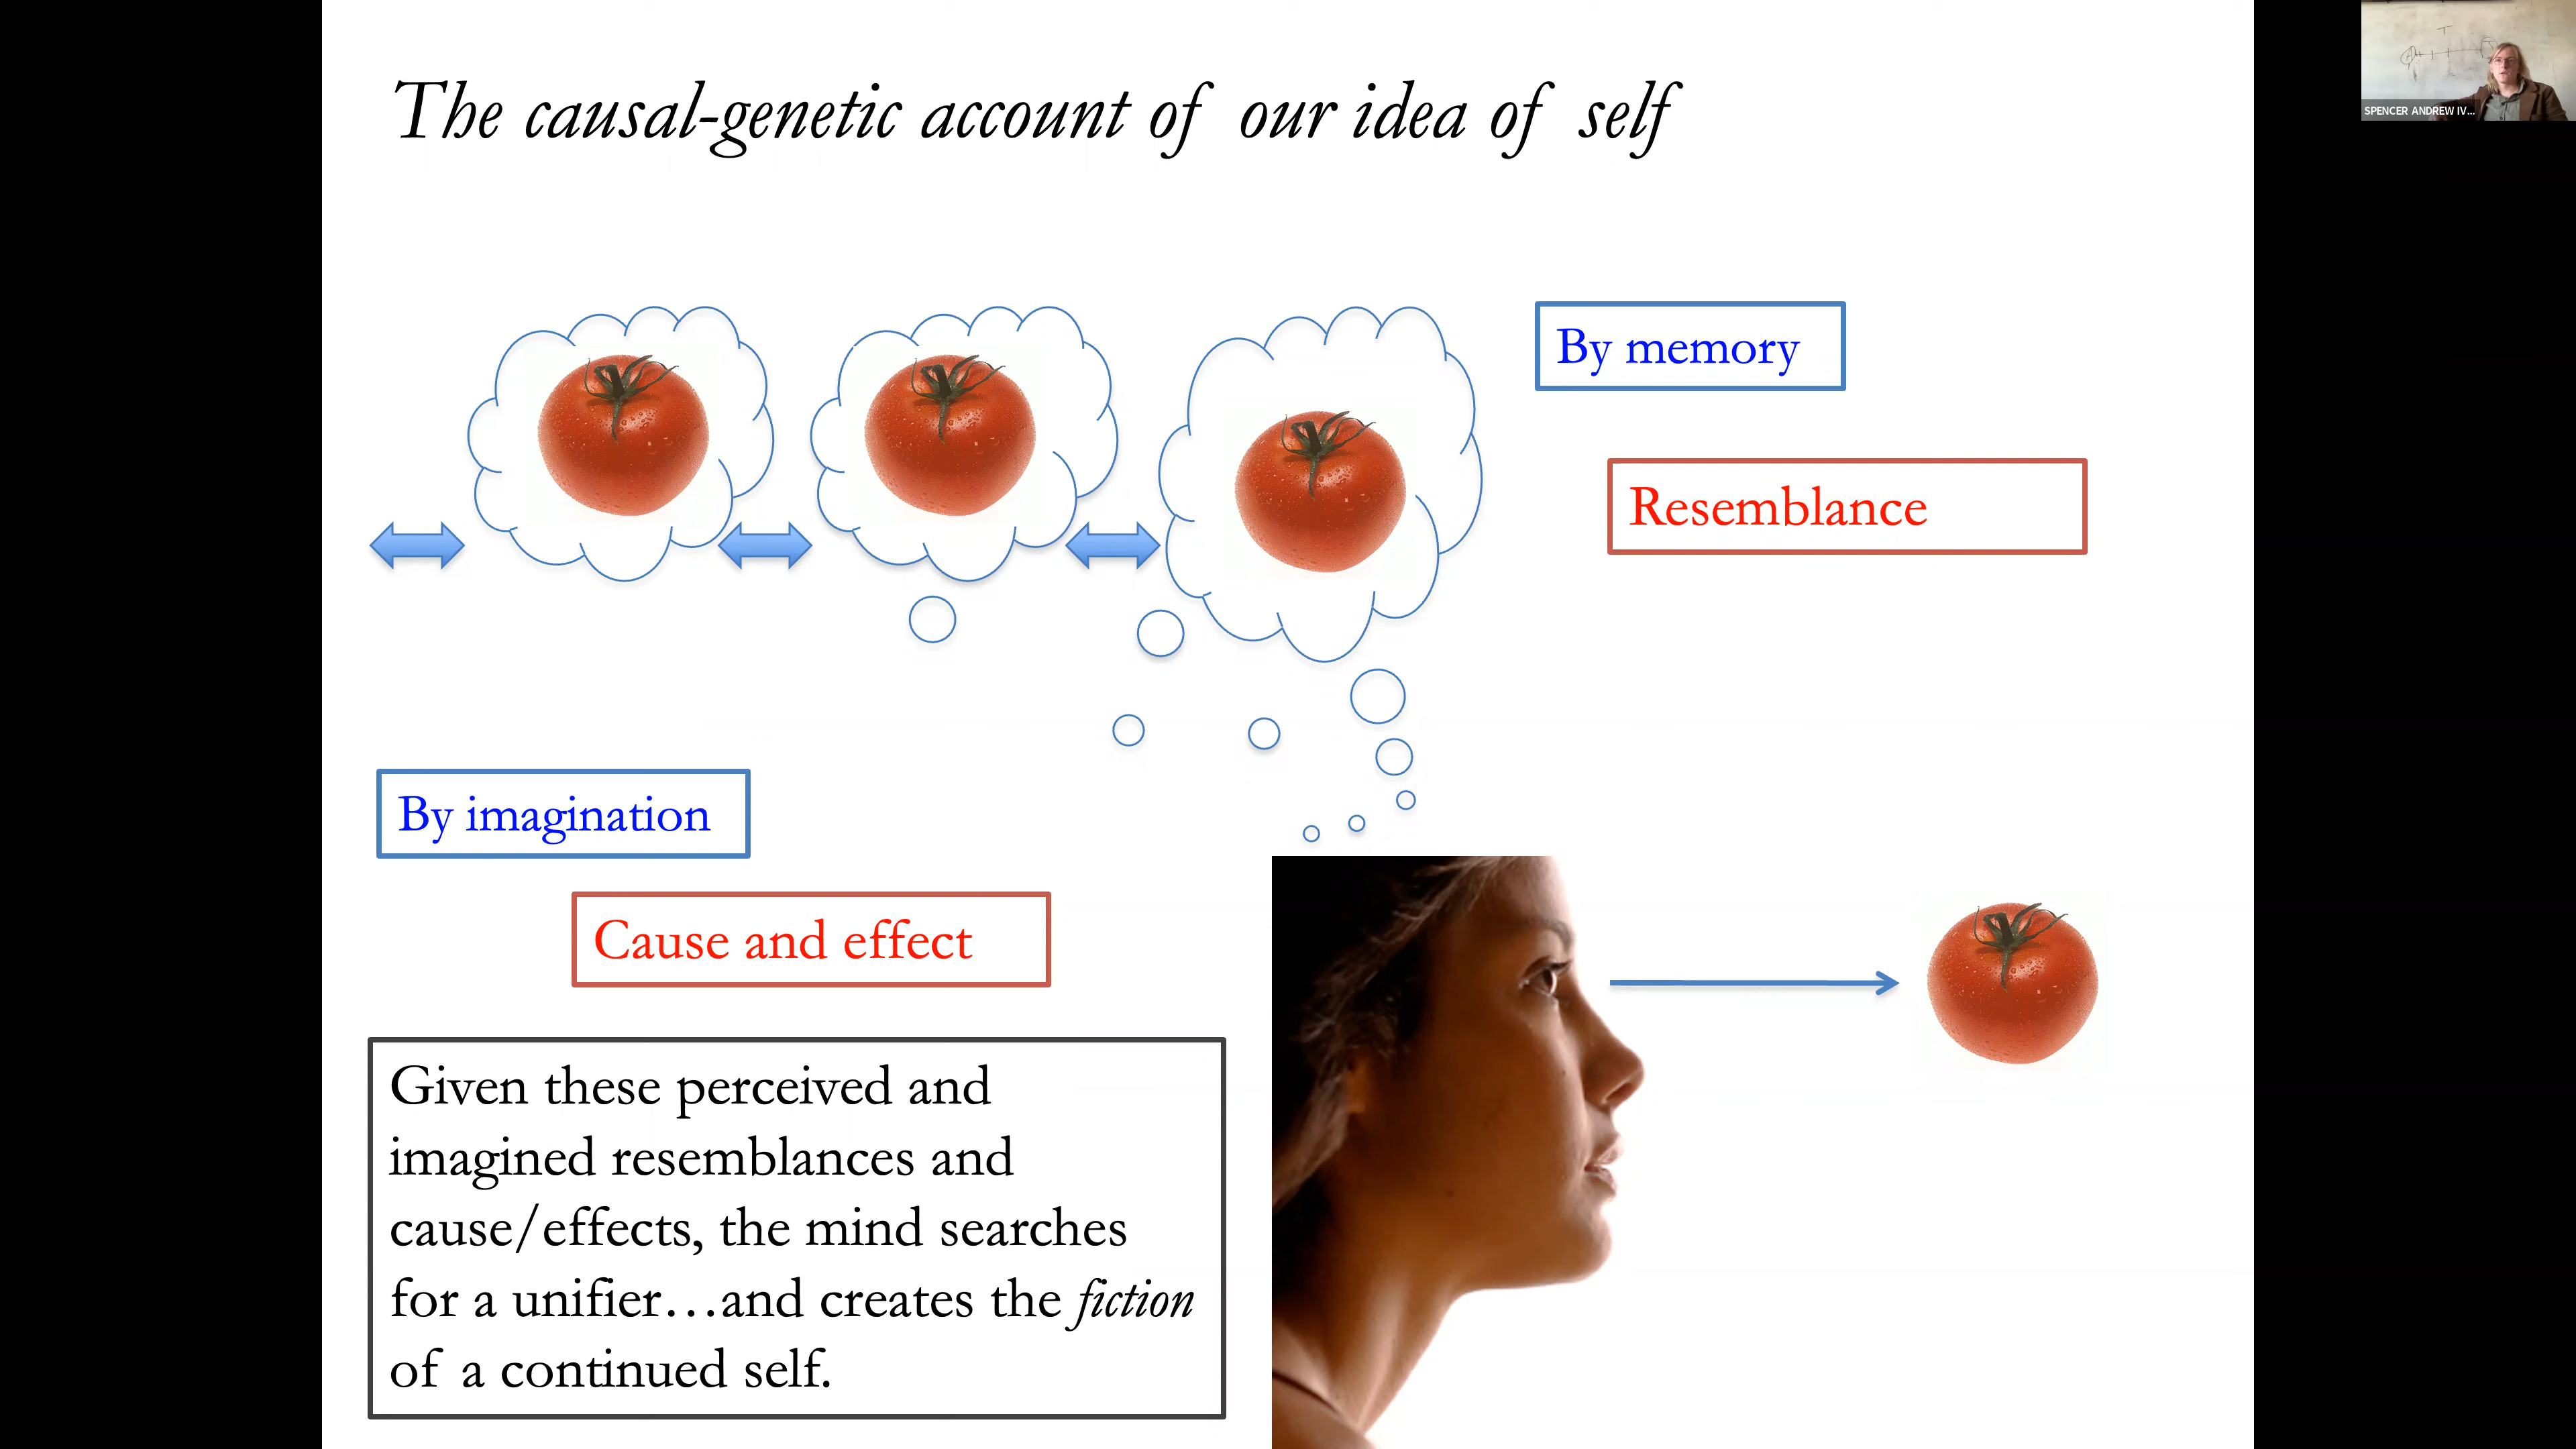 The causal-genetic account of our idea of self
SPENCER ANDREW IV...
By memory
Resemblance
By imagination
Cause and effect
Given these perceived and
imagined resemblances and
cause/effects, the mind searches
for a unifier…and creates the fiction
of a continued self.